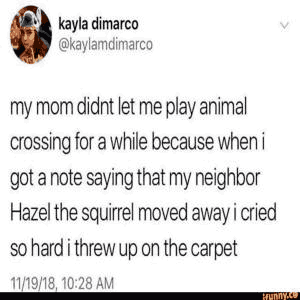 kayla dimarco
@kaylamdimarco
my mom didnt let me play animal
crossing for a while because when i
got a note saying that my neighbor
Hazel the squirrel moved away i cried
so hard i threw up on the carpet
11/19/18, 10:28 AM
ifunny.co